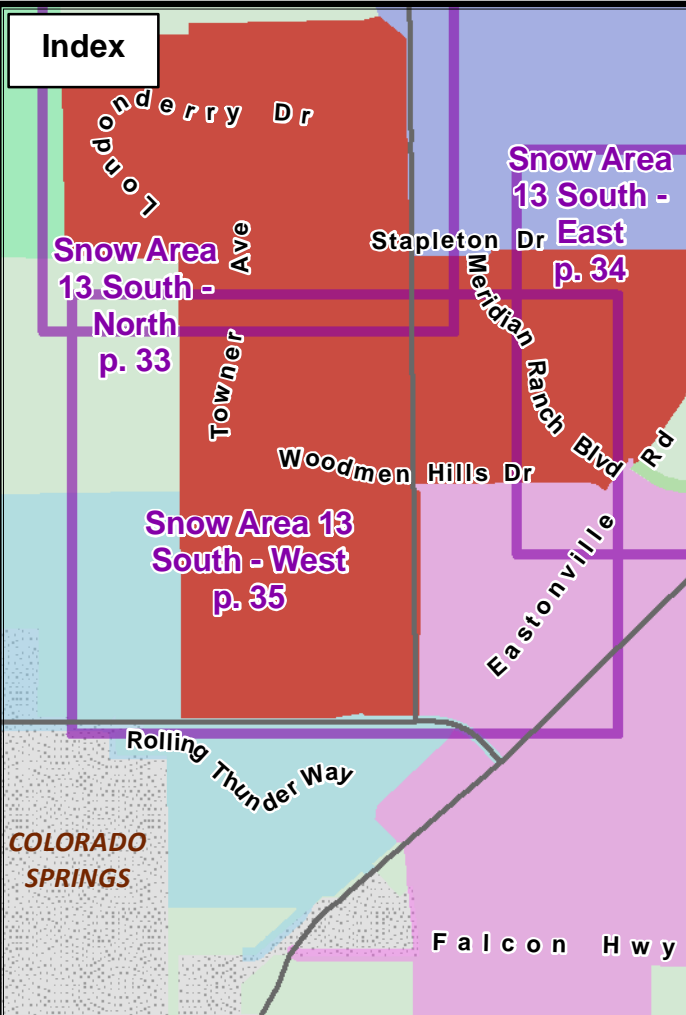 Index
Londonderry Dr
Snow Area
13 South -
East
p. 34
Stapleton Dr
Snow Area
13 South -
North
p. 33
Towner Ave
Meridian Ranch Blvd
Woodmen Hills Dr
Eastonville Rd
Snow Area 13
South - West
p. 35
Rolling Thunder Way
COLORADO
SPRINGS
Falcon Hwy